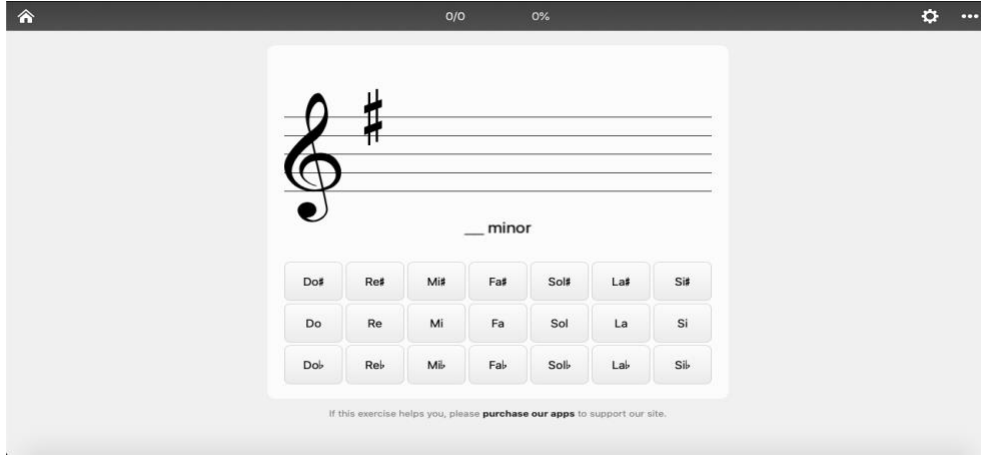 0/0 0%
__ minor
Do♯ Re♯ Mi♯ Fa♯ Sol♯ La♯ Si♯
Do Re Mi Fa Sol La Si
Do♭ Re♭ Mi♭ Fa♭ Sol♭ La♭ Si♭
If this exercise helps you, please purchase our apps to support our site.